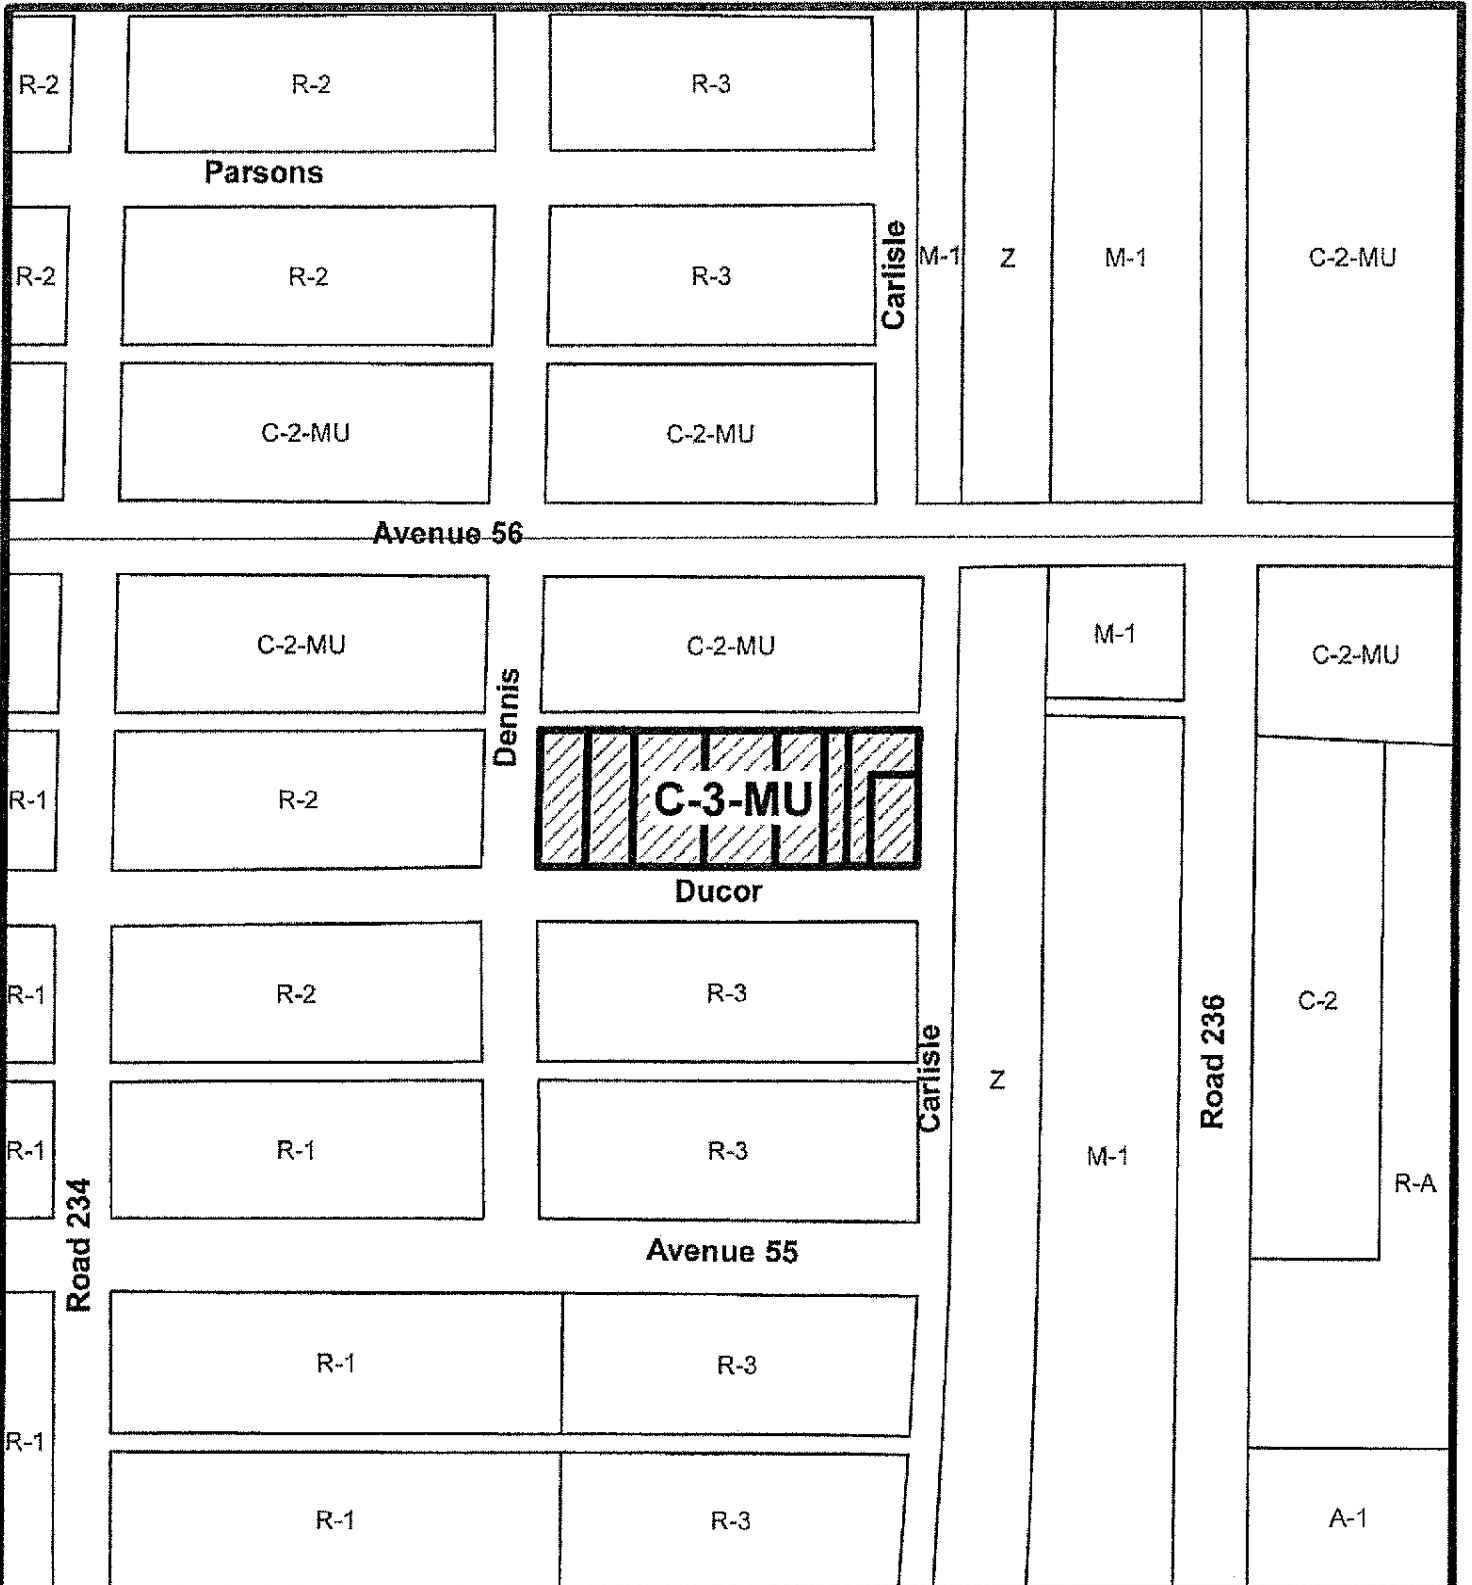 R-2
R-2
R-3
Parsons
R-2
R-2
R-3
Carlisle
M-1
Z
M-1
C-2-MU
C-2-MU
C-2-MU
Avenue 56
C-2-MU
C-2-MU
M-1
C-2-MU
Dennis
R-1
R-2
C-3-MU
Ducor
R-1
R-2
R-3
C-2
Carlisle
Road 236
Z
R-1
R-1
R-3
M-1
R-A
Road 234
Avenue 55
R-1
R-3
R-1
R-1
R-3
A-1